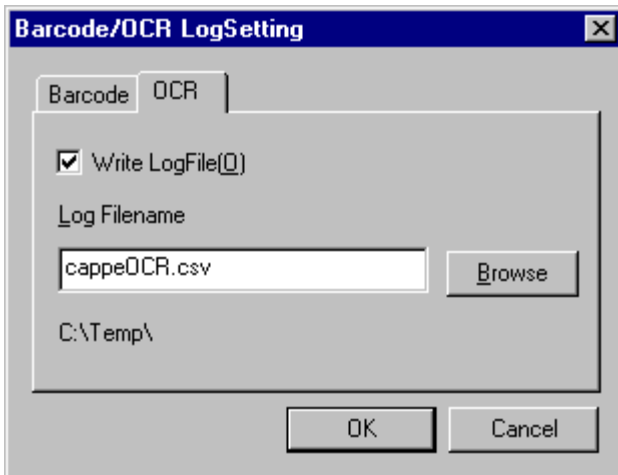 Barcode/OCR LogSetting
Barcode OCR
Write LogFile(O)
Log Filename
cappeOCR.csv
Browse
C:\Temp\
OK Cancel